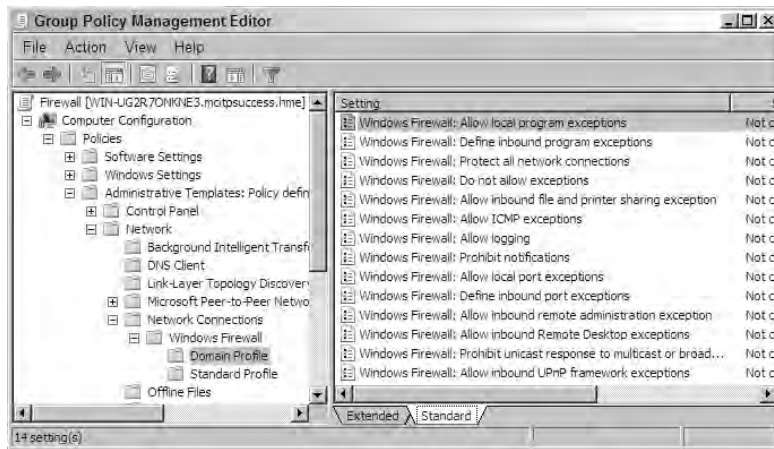 Group Policy Management Editor
File Action View Help
Firewall [WIN-UG2R7ONKNE3.mcitpsuccess.hme]
Computer Configuration
Policies
Software Settings
Windows Settings
Administrative Templates: Policy defin
Control Panel
Network
Background Intelligent Transf
DNS Client
Link-Layer Topology Discovery
Microsoft Peer-to-Peer Netwo
Network Connections
Windows Firewall
Domain Profile
Standard Profile
Offline Files
Setting
Windows Firewall: Allow local program exceptions Not c
Windows Firewall: Define inbound program exceptions Not c
Windows Firewall: Protect all network connections Not c
Windows Firewall: Do not allow exceptions Not c
Windows Firewall: Allow inbound file and printer sharing exception Not c
Windows Firewall: Allow ICMP exceptions Not c
Windows Firewall: Allow logging Not c
Windows Firewall: Prohibit notifications Not c
Windows Firewall: Allow local port exceptions Not c
Windows Firewall: Define inbound port exceptions Not c
Windows Firewall: Allow inbound remote administration exception Not c
Windows Firewall: Allow inbound Remote Desktop exceptions Not c
Windows Firewall: Prohibit unicast response to multicast or broad... Not c
Windows Firewall: Allow inbound UPnP framework exceptions Not c
Extended Standard
14 setting(s)